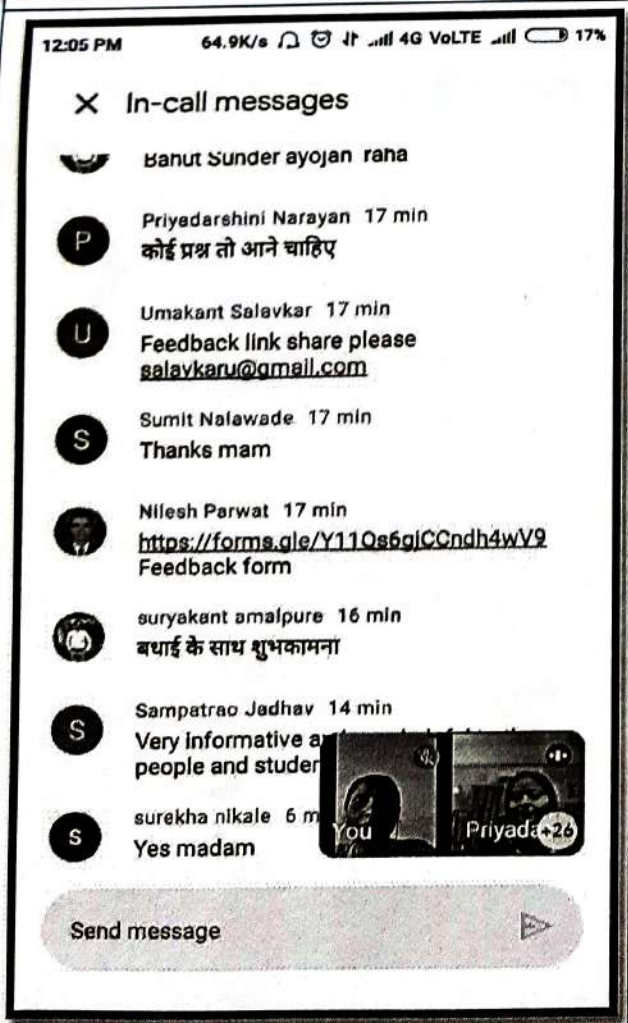 12:05 PM 64.9K/s 4G VoLTE 17%
X In-call messages
Bahut Sunder ayojan raha
P
Priyadarshini Narayan 17 min
कोई प्रश्न तो आने चाहिए
U
Umakant Salavkar 17 min
Feedback link share please
salavkaru@gmail.com
S
Sumit Nalawade 17 min
Thanks mam
Nilesh Parwat 17 min
https://forms.gle/Y11Qs6gjCCndh4wV9
Feedback form
suryakant amalpure 16 min
बधाई के साथ शुभकामना
S
Sampatrao Jadhav 14 min
Very informative
people and
s
surekha nikale 6 m
Yes madam
You
Priyada +26
Send message